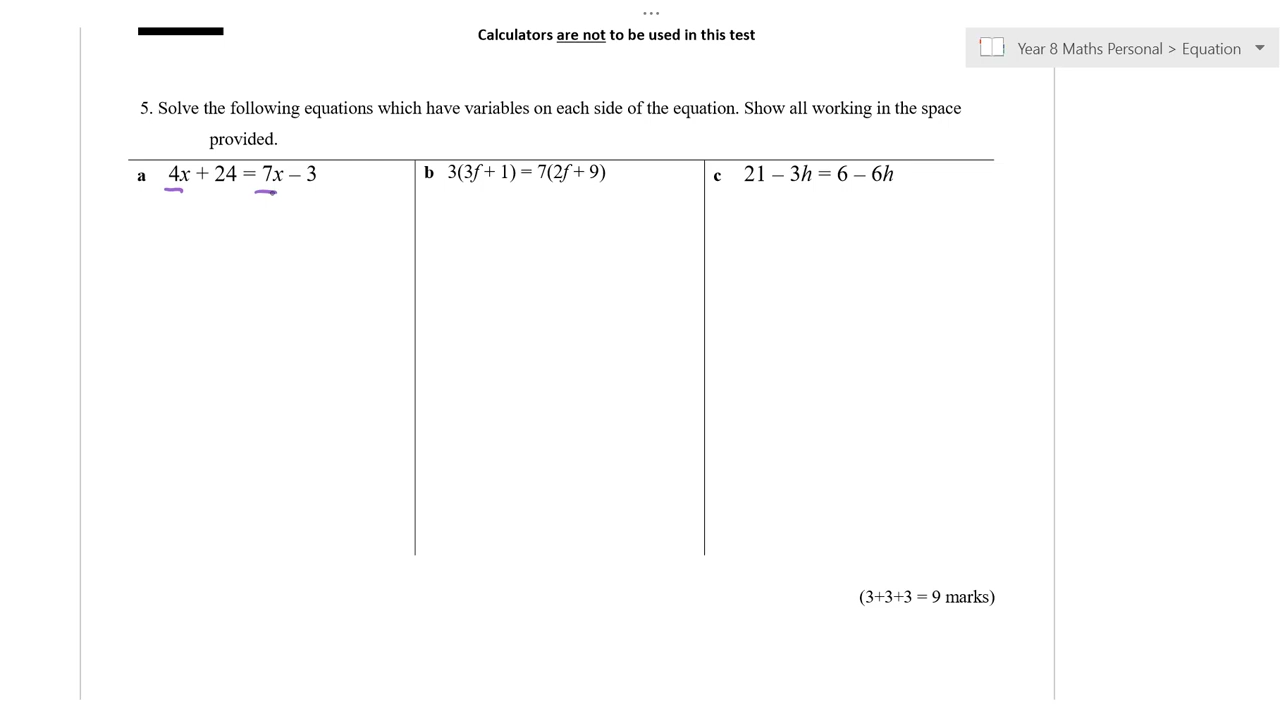 Calculators are not to be used in this test
Year 8 Maths Personal > Equation
5. Solve the following equations which have variables on each side of the equation. Show all working in the space
provided.
a 4x + 24 = 7x – 3
b 3(3f + 1) = 7(2f + 9)
c 21 – 3h = 6 – 6h
(3+3+3 = 9 marks)